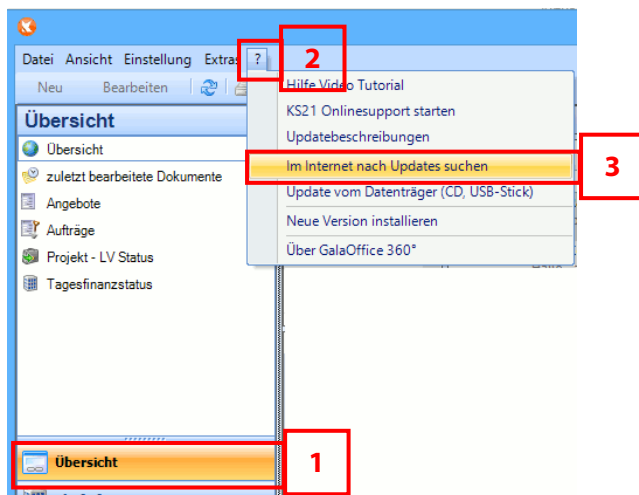 Datei Ansicht Einstellung Extras ?
2
Neu Bearbeiten
Hilfe Video Tutorial
KS21 Onlinesupport starten
Updatebeschreibungen
Im Internet nach Updates suchen
3
Update vom Datenträger (CD, USB-Stick)
Neue Version installieren
Über GalaOffice 360°
Übersicht
Übersicht
zuletzt bearbeitete Dokumente
Angebote
Aufträge
Projekt - LV Status
Tagesfinanzstatus
Übersicht
1